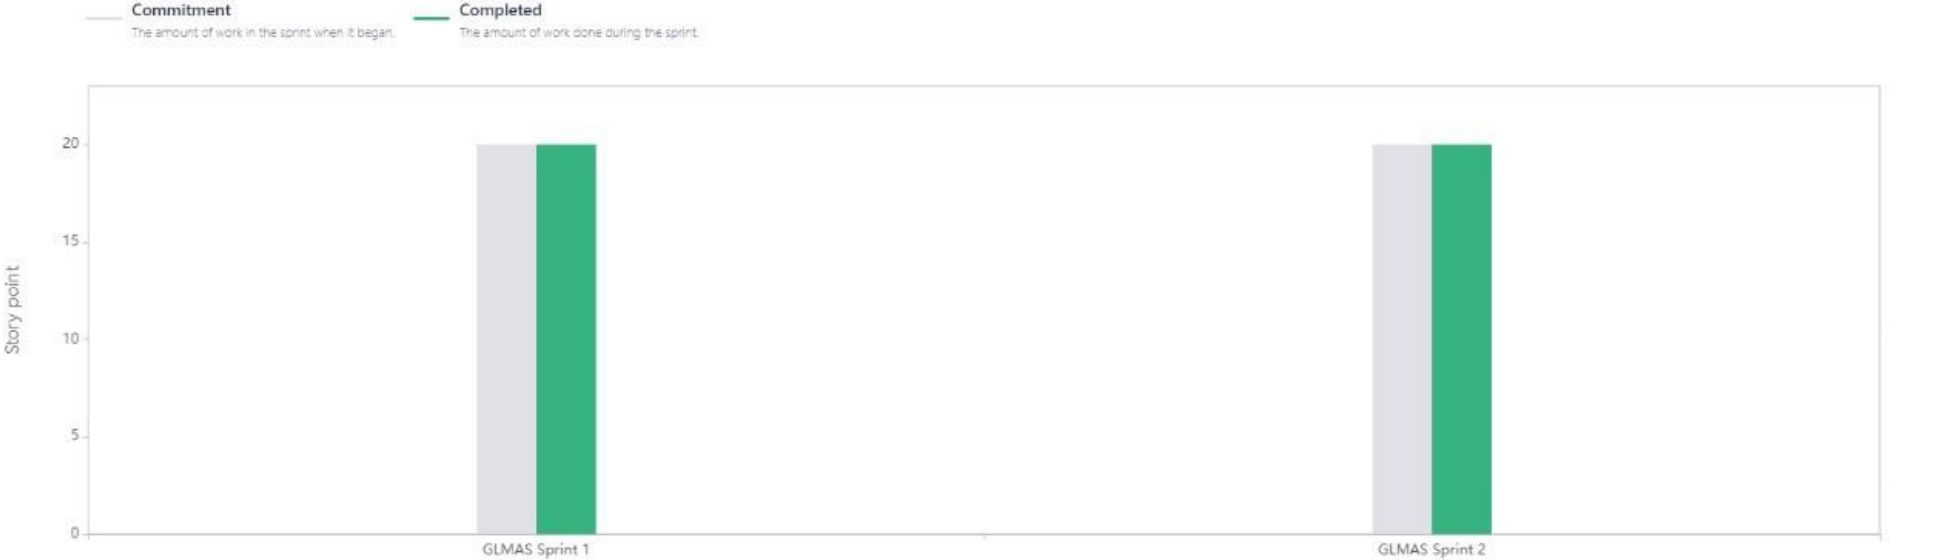 Commitment
The amount of work in the sprint when it began.
Completed
The amount of work done during the sprint.
20
15
10
5
0
Story point
GLMAS Sprint 1
GLMAS Sprint 2